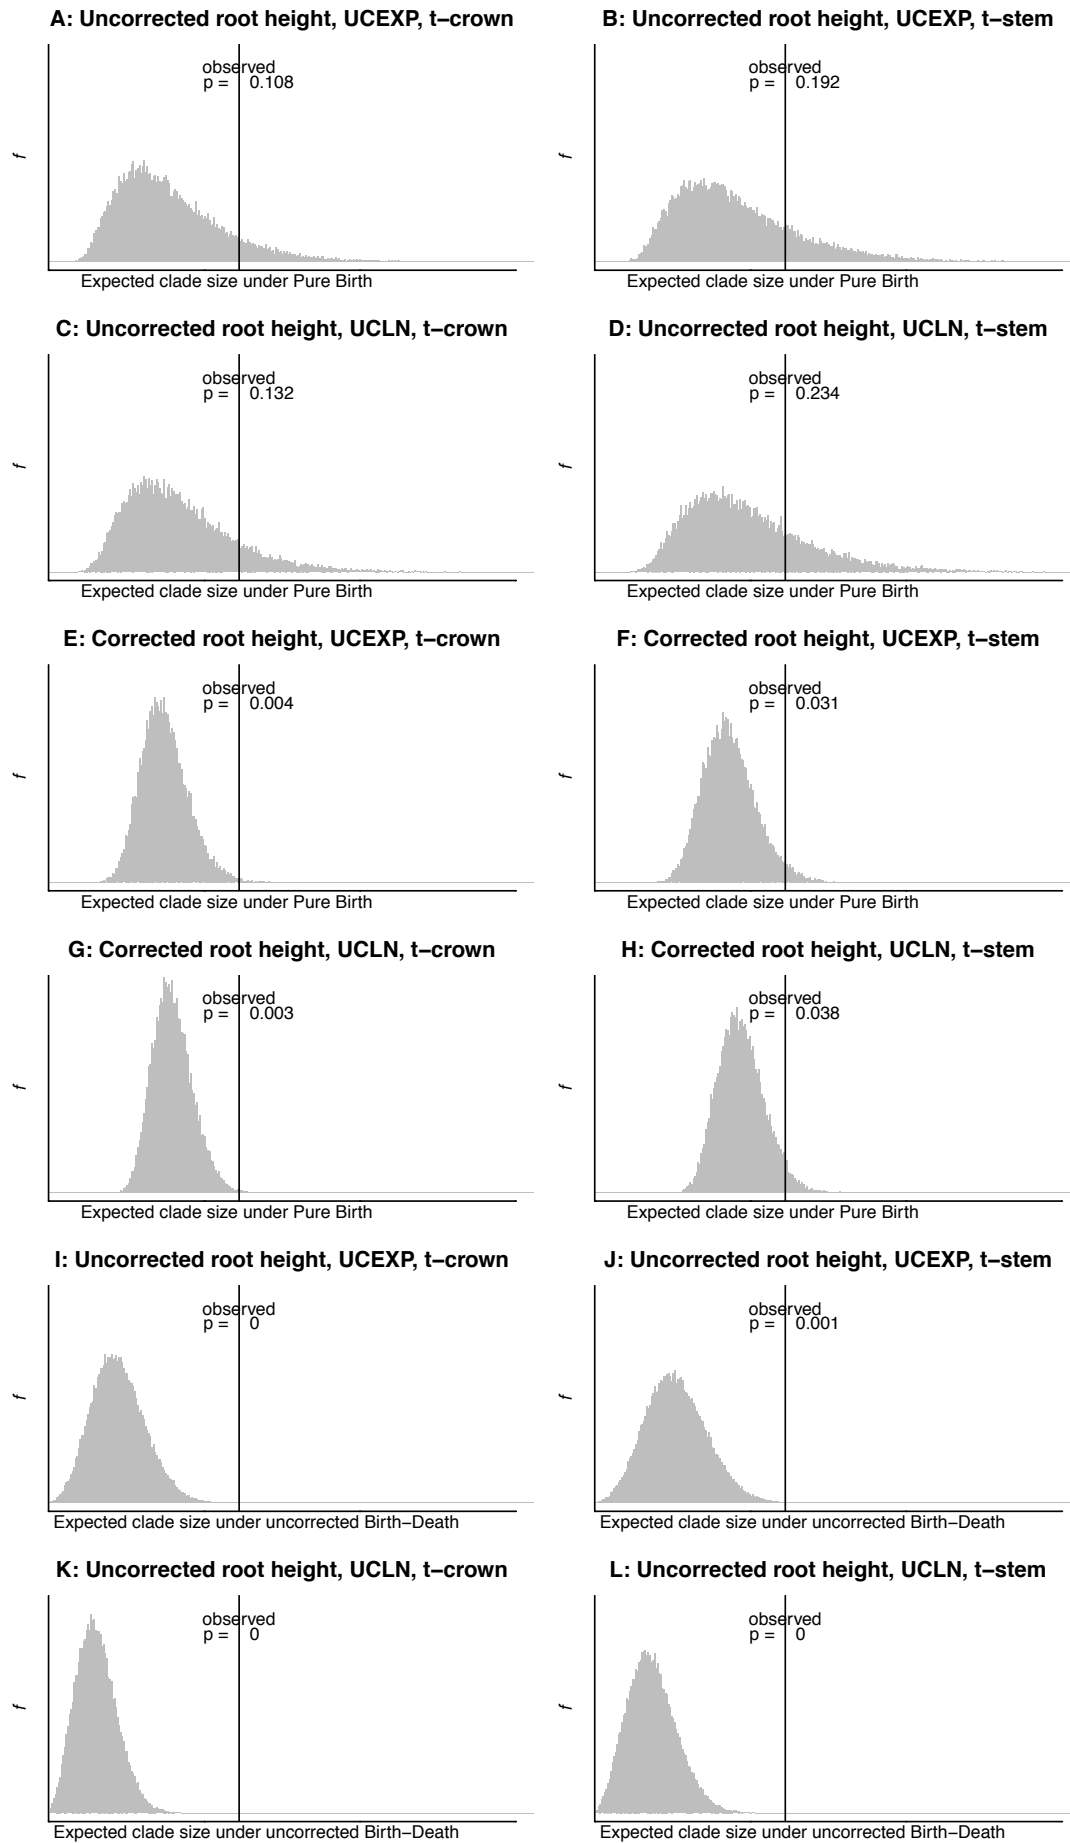 A: Uncorrected root height, UCEXP, t−crown
observed
p = 0.108
f
Expected clade size under Pure Birth
B: Uncorrected root height, UCEXP, t−stem
observed
p = 0.192
f
Expected clade size under Pure Birth
C: Uncorrected root height, UCLN, t−crown
observed
p = 0.132
f
Expected clade size under Pure Birth
D: Uncorrected root height, UCLN, t−stem
observed
p = 0.234
f
Expected clade size under Pure Birth
E: Corrected root height, UCEXP, t−crown
observed
p = 0.004
f
Expected clade size under Pure Birth
F: Corrected root height, UCEXP, t−stem
observed
p = 0.031
f
Expected clade size under Pure Birth
G: Corrected root height, UCLN, t−crown
observed
p = 0.003
f
Expected clade size under Pure Birth
H: Corrected root height, UCLN, t−stem
observed
p = 0.038
f
Expected clade size under Pure Birth
I: Uncorrected root height, UCEXP, t−crown
observed
p = 0
f
Expected clade size under uncorrected Birth−Death
J: Uncorrected root height, UCEXP, t−stem
observed
p = 0.001
f
Expected clade size under uncorrected Birth−Death
K: Uncorrected root height, UCLN, t−crown
observed
p = 0
f
Expected clade size under uncorrected Birth−Death
L: Uncorrected root height, UCLN, t−stem
observed
p = 0
f
Expected clade size under uncorrected Birth−Death